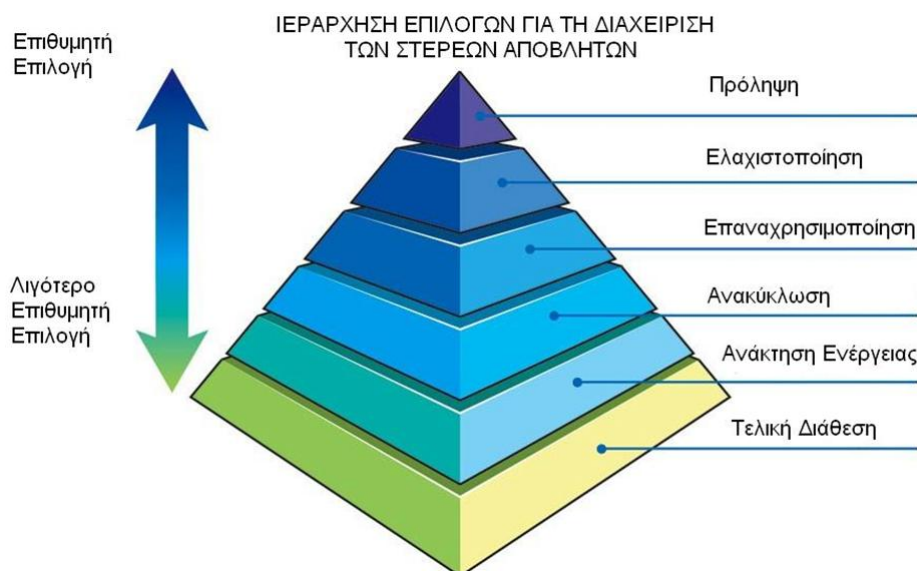 ΙΕΡΑΡΧΗΣΗ ΕΠΙΛΟΓΩΝ ΓΙΑ ΤΗ ΔΙΑΧΕΙΡΙΣΗ
ΤΩΝ ΣΤΕΡΕΩΝ ΑΠΟΒΛΗΤΩΝ
Επιθυμητή
Επιλογή
Πρόληψη
Ελαχιστοποίηση
Επαναχρησιμοποίηση
Λιγότερο
Επιθυμητή
Επιλογή
Ανακύκλωση
Ανάκτηση Ενέργειας
Τελική Διάθεση